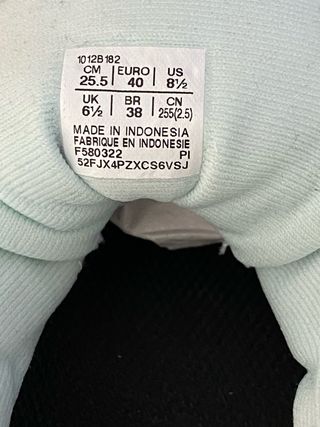 1012B182
CM EURO US
25.5 40 8½
UK BR CN
6½ 38 255(2.5)
MADE IN INDONESIA
FABRIQUE EN INDONESIE
F580322 PI
52FJX4PZXCS6VSJ